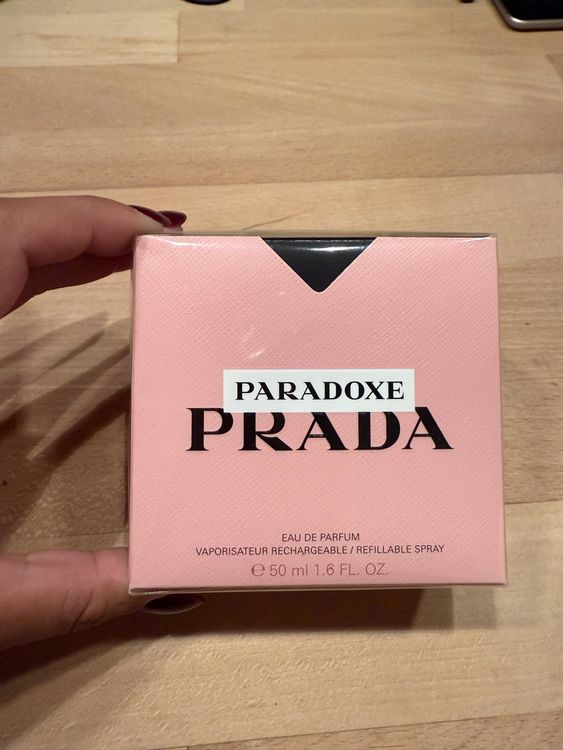 PARADOXE
PRADA
EAU DE PARFUM
VAPORISATEUR RECHARGEABLE / REFILLABLE SPRAY
℮ 50 ml 1.6 FL. OZ.